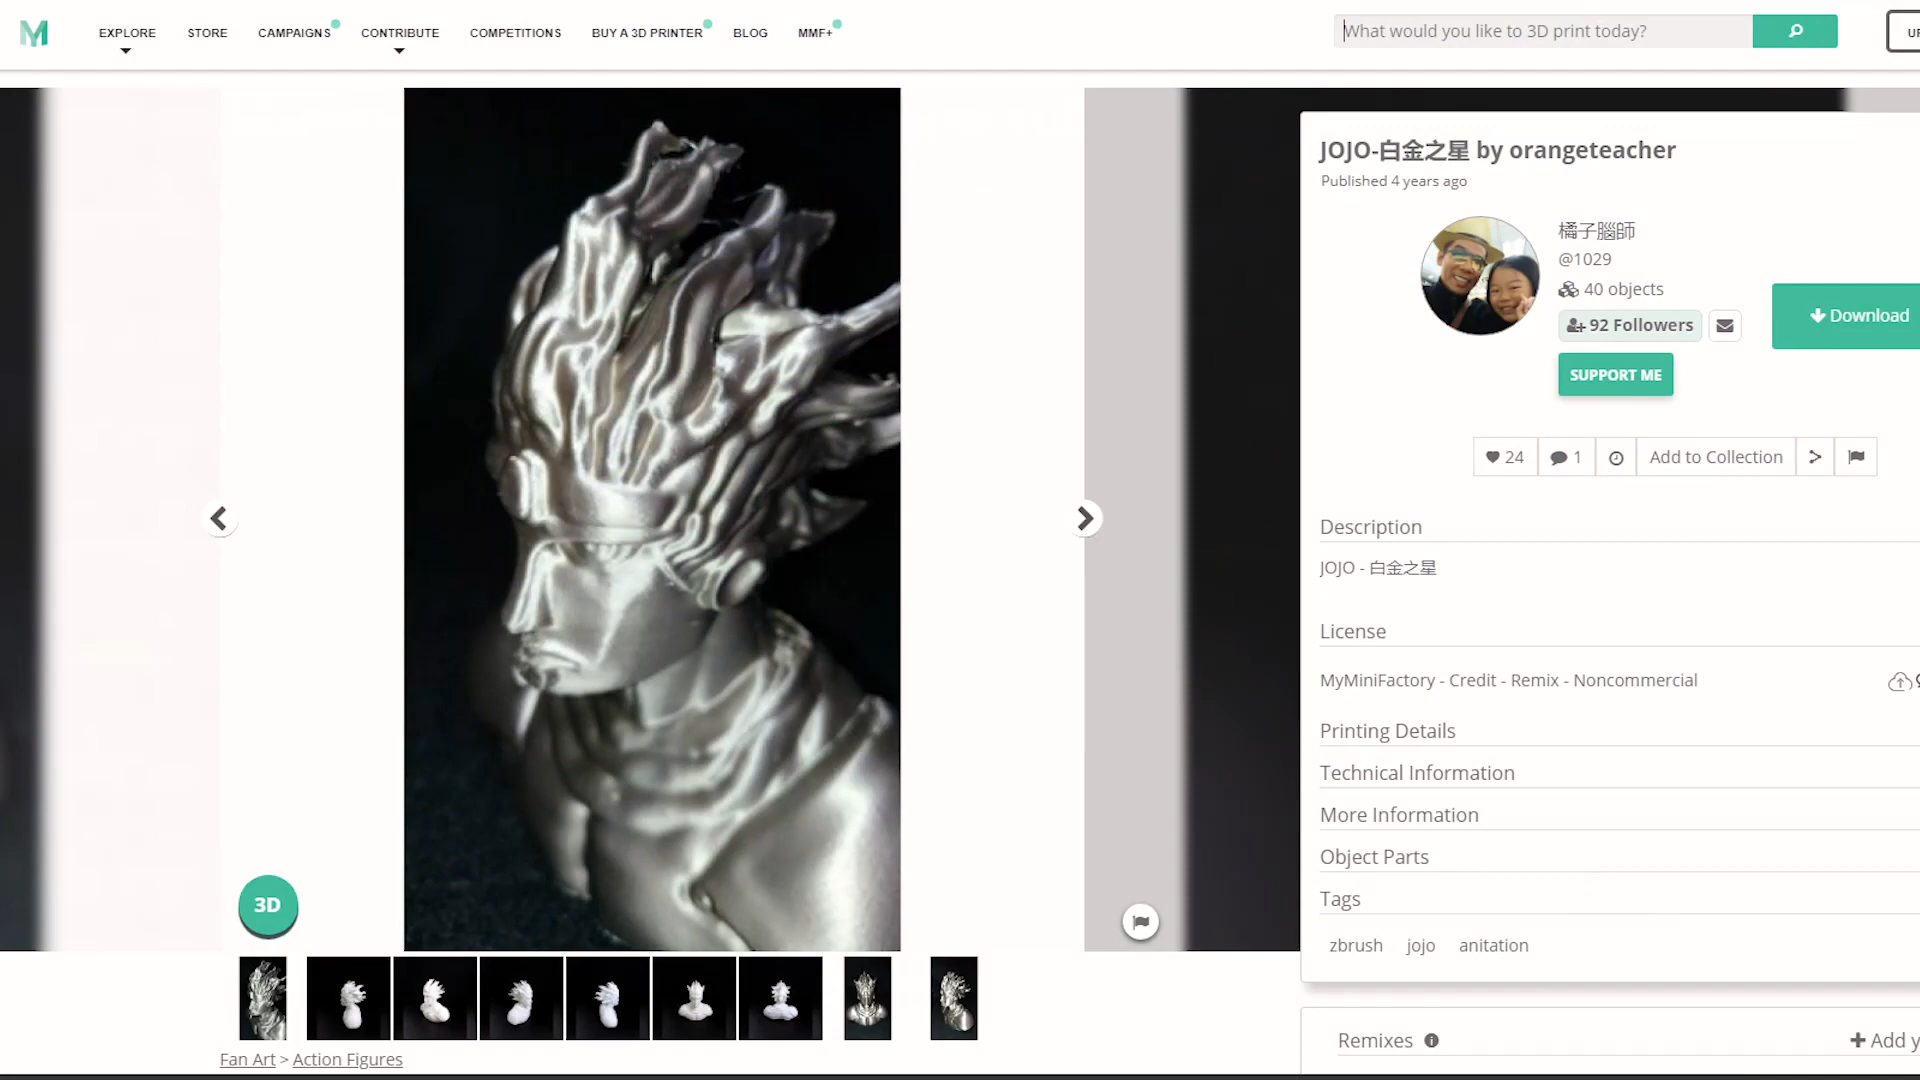 EXPLORE
STORE
CAMPAIGNS
CONTRIBUTE
COMPETITIONS
BUY A 3D PRINTER
BLOG
MMF+
What would you like to 3D print today?
JOJO-白金之星 by orangeteacher
Published 4 years ago
橘子腦師
@1029
40 objects
92 Followers
Download
SUPPORT ME
24
1
Add to Collection
Description
JOJO - 白金之星
License
MyMiniFactory - Credit - Remix - Noncommercial
Printing Details
Technical Information
More Information
Object Parts
Tags
zbrush jojo anitation
3D
Fan Art > Action Figures
Remixes
Add y